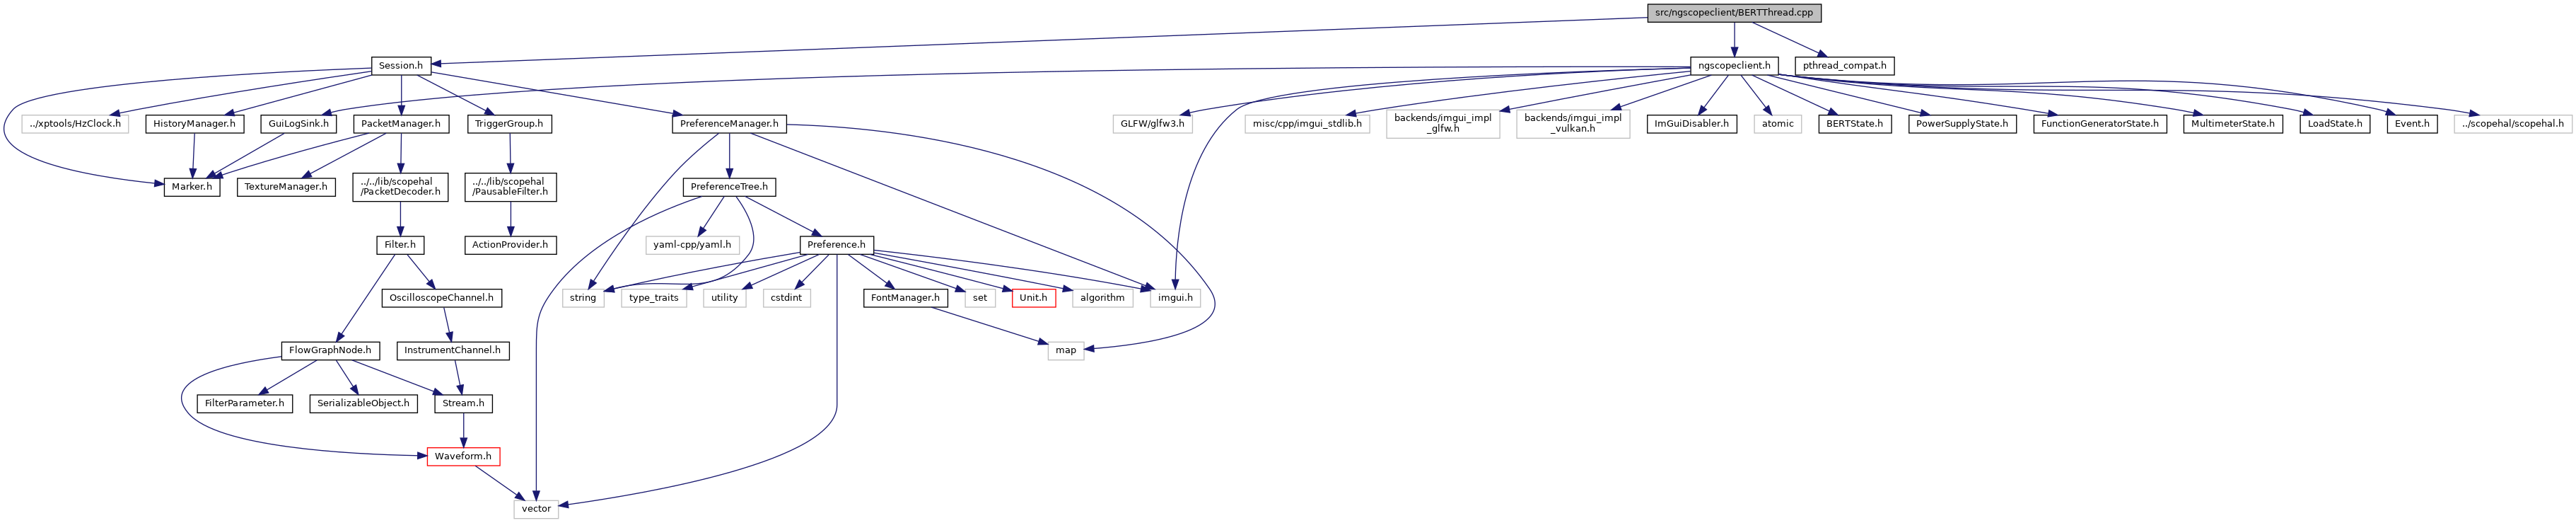 src/ngscopeclient/BERTThread.cpp
Session.h
ngscopeclient.h
pthread_compat.h
../xptools/HzClock.h
HistoryManager.h
GuiLogSink.h
PacketManager.h
TriggerGroup.h
PreferenceManager.h
GLFW/glfw3.h
misc/cpp/imgui_stdlib.h
backends/imgui_impl
_glfw.h
backends/imgui_impl
_vulkan.h
ImGuiDisabler.h
atomic
BERTState.h
PowerSupplyState.h
FunctionGeneratorState.h
MultimeterState.h
LoadState.h
Event.h
../scopehal/scopehal.h
Marker.h
TextureManager.h
../../lib/scopehal
/PacketDecoder.h
../../lib/scopehal
/PausableFilter.h
PreferenceTree.h
Filter.h
ActionProvider.h
yaml-cpp/yaml.h
Preference.h
OscilloscopeChannel.h
string
type_traits
utility
cstdint
FontManager.h
set
Unit.h
algorithm
imgui.h
FlowGraphNode.h
InstrumentChannel.h
map
FilterParameter.h
SerializableObject.h
Stream.h
Waveform.h
vector